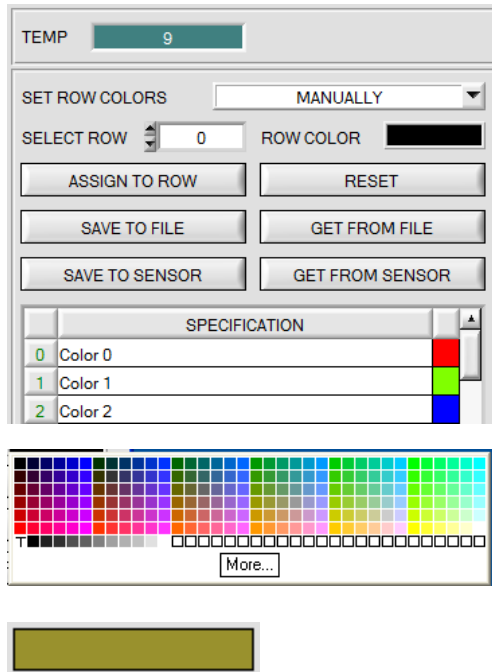 TEMP 9
SET ROW COLORS MANUALLY
SELECT ROW 0 ROW COLOR
ASSIGN TO ROW RESET
SAVE TO FILE GET FROM FILE
SAVE TO SENSOR GET FROM SENSOR
SPECIFICATION
0 Color 0
1 Color 1
2 Color 2
T
More...